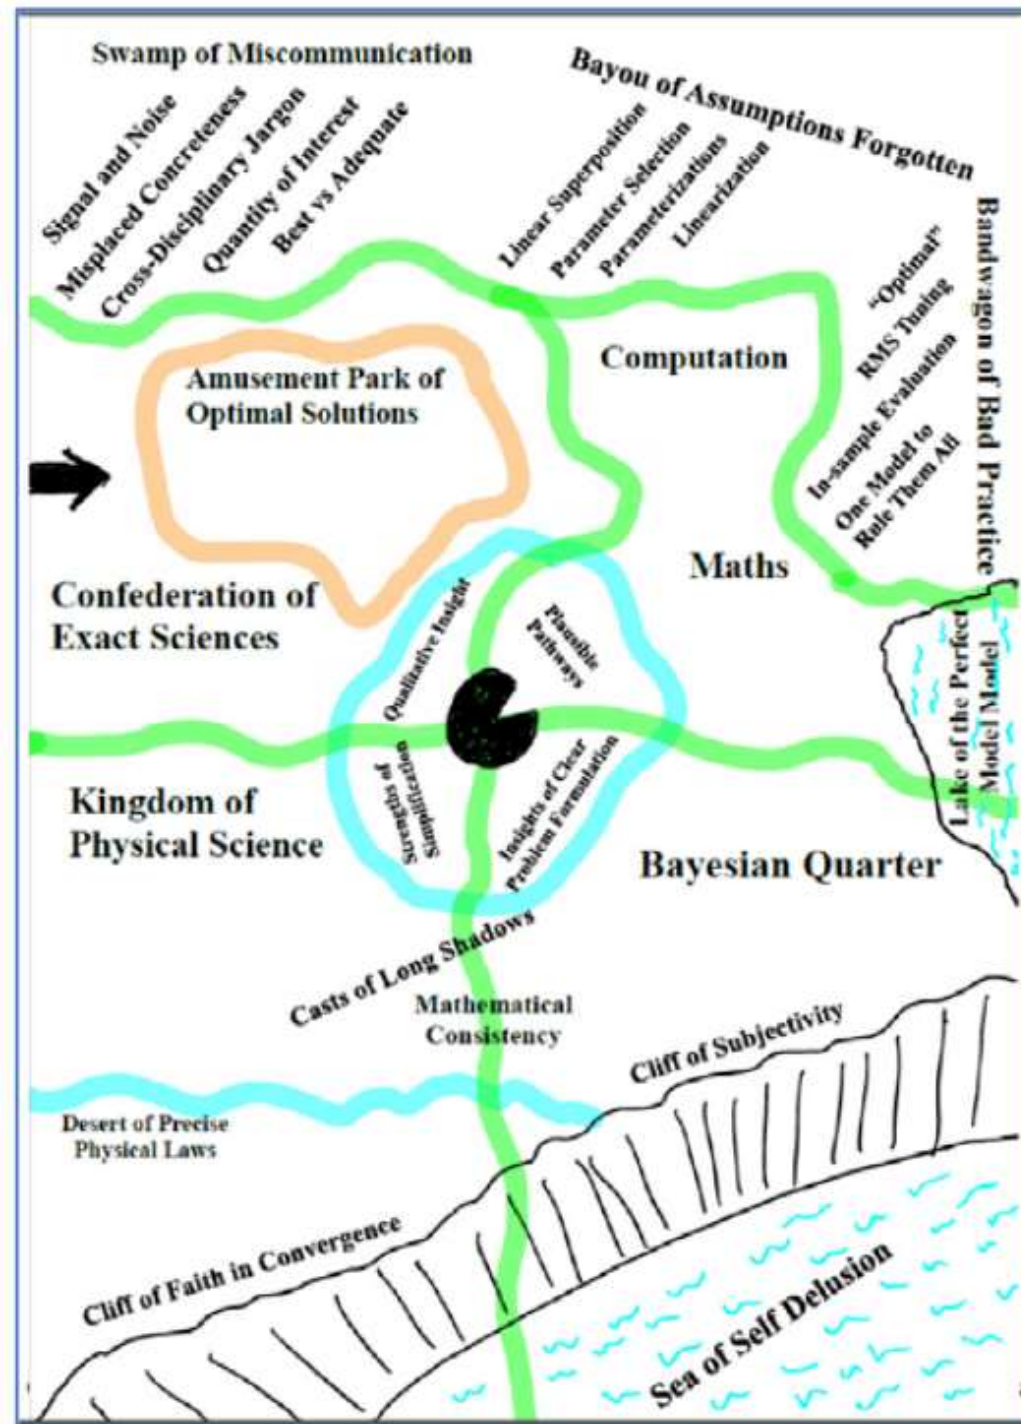 Swamp of Miscommunication
Signal and Noise
Misplaced Concreteness
Cross-Disciplinary Jargon
Quantity of Interest
Best vs Adequate
Bayou of Assumptions Forgotten
Linear Superposition
Parameter Selection
Parameterizations
Linearization
Bandwagon of Bad Practice
“Optimal”
RMS Tuning
In-sample Evaluation
One Model to
Rule Them All
Computation
Amusement Park of
Optimal Solutions
Maths
Confederation of
Exact Sciences
Qualitative Insight
Plausible
Pathways
Lake of the Perfect
Model Model
Kingdom of
Physical Science
Strengths of
Simplification
Insights of Clear
Problem Formulation
Bayesian Quarter
Casts of Long Shadows
Mathematical
Consistency
Cliff of Subjectivity
Desert of Precise
Physical Laws
Cliff of Faith in Convergence
Sea of Self Delusion